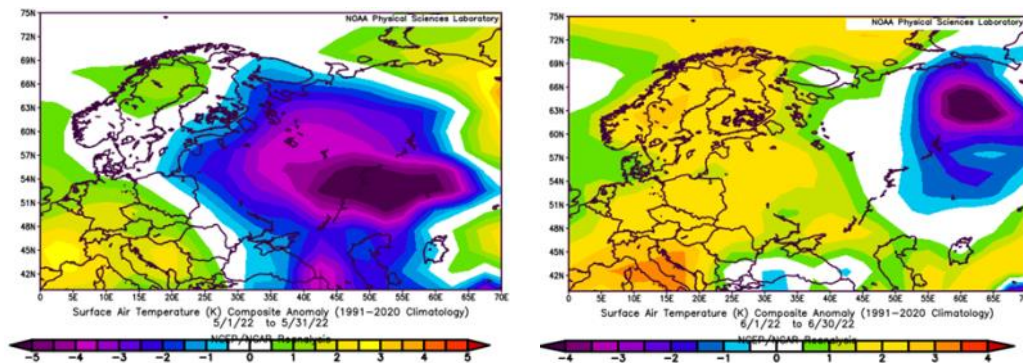 NOAA Physical Sciences Laboratory
75N
72N
69N
66N
63N
60N
57N
54N
51N
48N
45N
42N
0 5E 10E 15E 20E 25E 30E 35E 40E 45E 50E 55E 60E 65E 70E
Surface Air Temperature (K) Composite Anomaly (1991-2020 Climatology)
5/1/22 to 5/31/22
NCEP/NCAR Reanalysis
-5 -4 -3 -2 -1 1 2 3 4 5
NOAA Physical Sciences Laboratory
75N
72N
69N
66N
63N
60N
57N
54N
51N
48N
45N
42N
0 5E 10E 15E 20E 25E 30E 35E 40E 45E 50E 55E 60E 65E 70E
Surface Air Temperature (K) Composite Anomaly (1991-2020 Climatology)
6/1/22 to 6/30/22
NCEP/NCAR Reanalysis
-4 -3 -2 -1 1 2 3 4